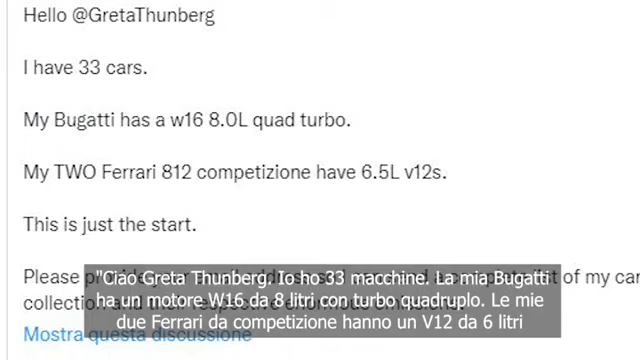 Hello @GretaThunberg
I have 33 cars.
My Bugatti has a w16 8.0L quad turbo.
My TWO Ferrari 812 competizione have 6.5L v12s.
This is just the start.
Please of my car
"Ciao Greta Thunberg. Io ho 33 macchine. La mia Bugatti
ha un motore W16 da 8 litri con turbo quadruplo. Le mie
due Ferrari da competizione hanno un V12 da 6 litri
Mostra questa discussione